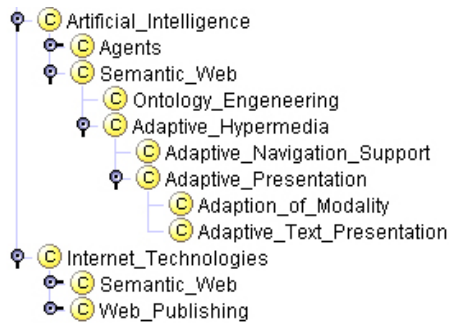 C Artificial_Intelligence
C Agents
C Semantic_Web
C Ontology_Engeneering
C Adaptive_Hypermedia
C Adaptive_Navigation_Support
C Adaptive_Presentation
C Adaption_of_Modality
C Adaptive_Text_Presentation
C Internet_Technologies
C Semantic_Web
C Web_Publishing